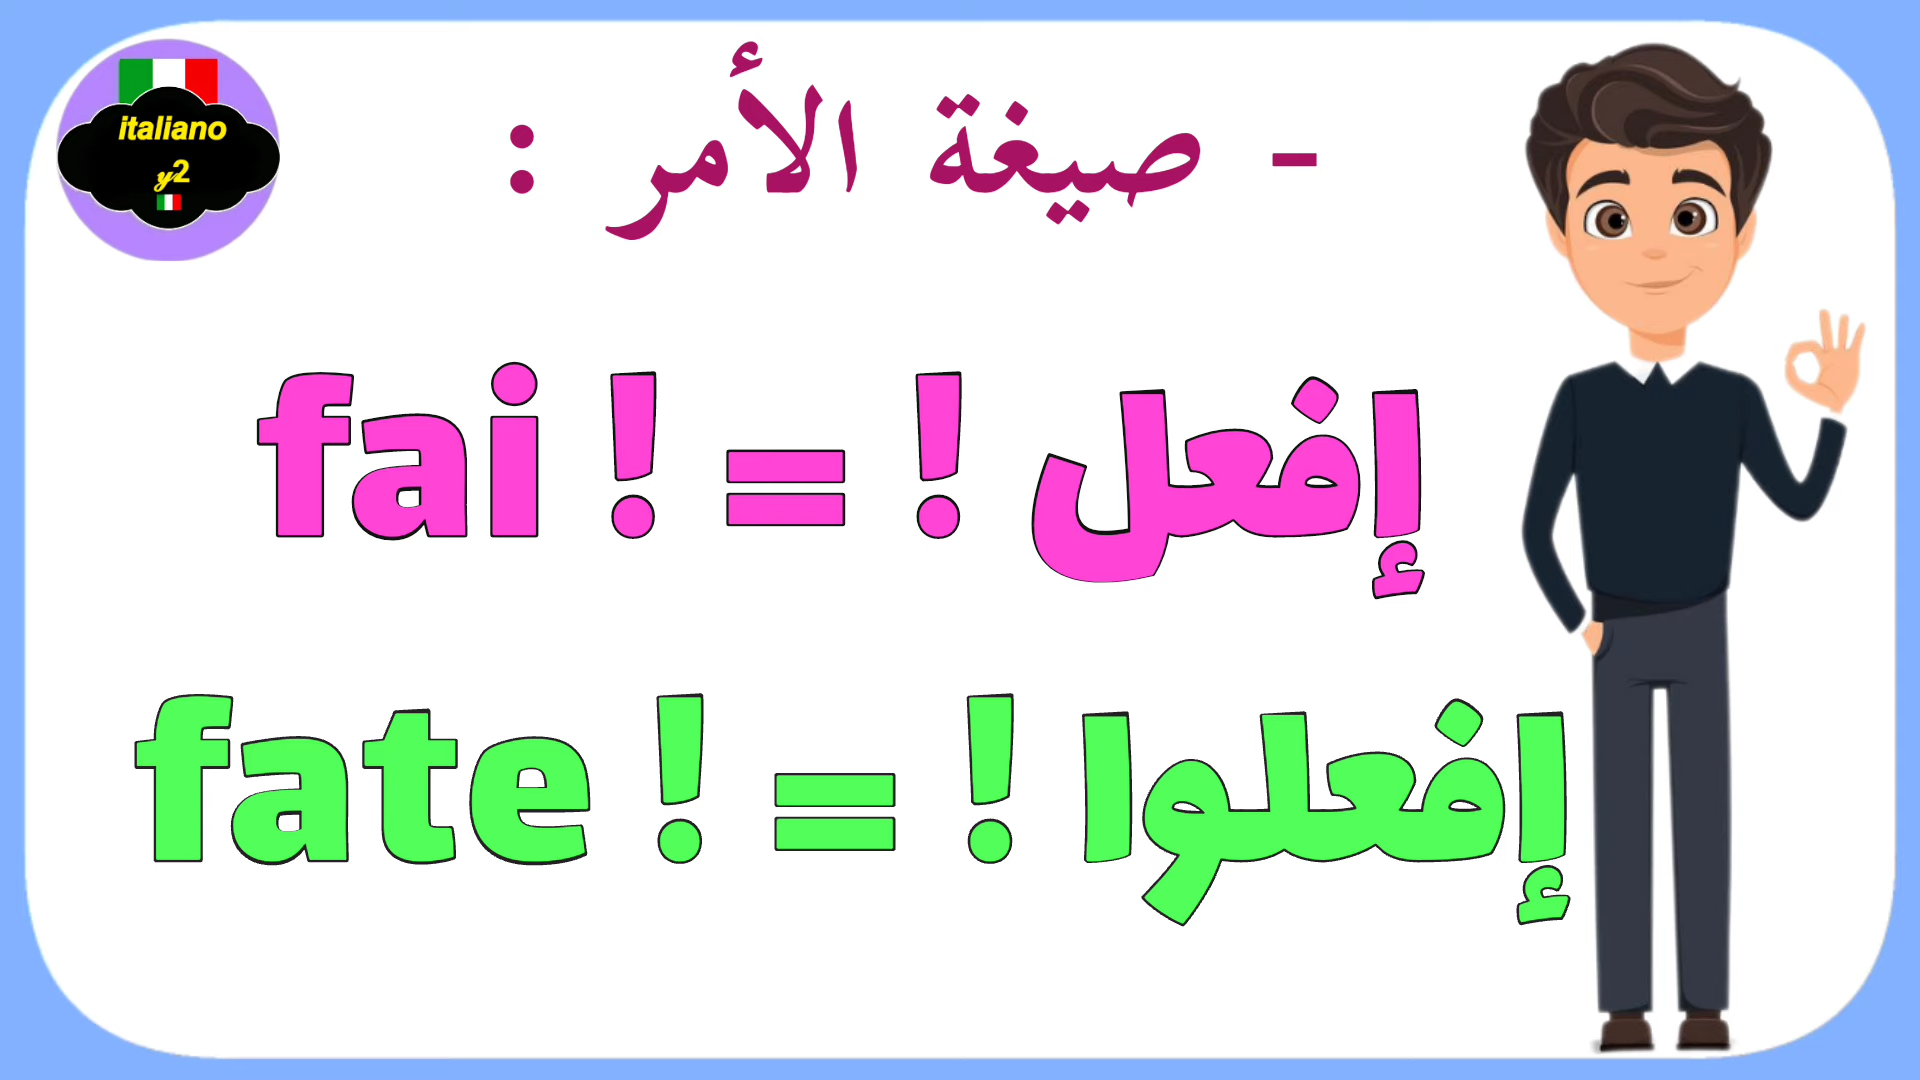 italiano
y2
- صيغة الأمر :
fai ! = ! إفعل
fate ! = ! إفعلوا